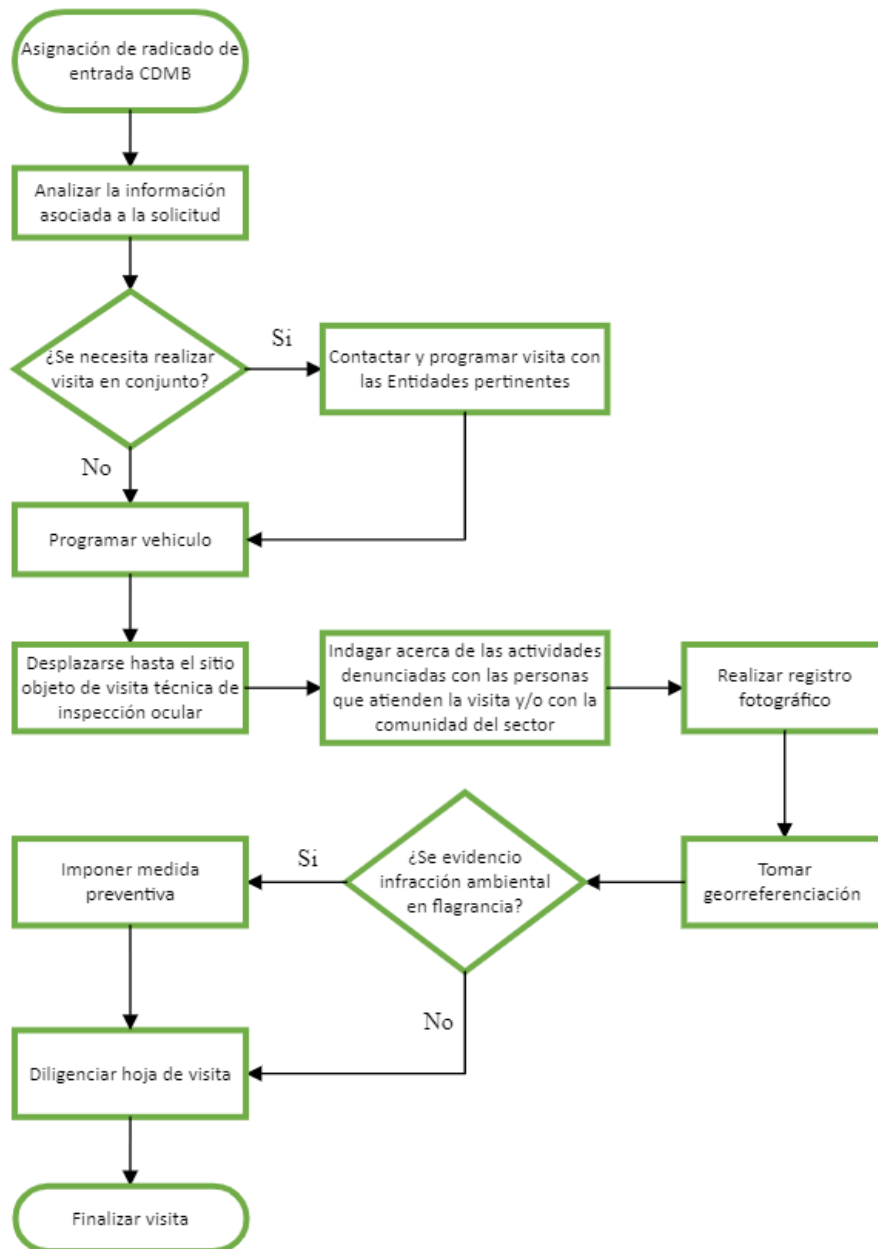 Asignación de radicado de
entrada CDMB
Analizar la información
asociada a la solicitud
¿Se necesita realizar
visita en conjunto?
Si
Contactar y programar visita con
las Entidades pertinentes
No
Programar vehiculo
Desplazarse hasta el sitio
objeto de visita técnica de
inspección ocular
Indagar acerca de las actividades
denunciadas con las personas
que atienden la visita y/o con la
comunidad del sector
Realizar registro
fotográfico
Tomar
georreferenciación
¿Se evidencio
infracción ambiental
en flagrancia?
Si
Imponer medida
preventiva
No
Diligenciar hoja de visita
Finalizar visita